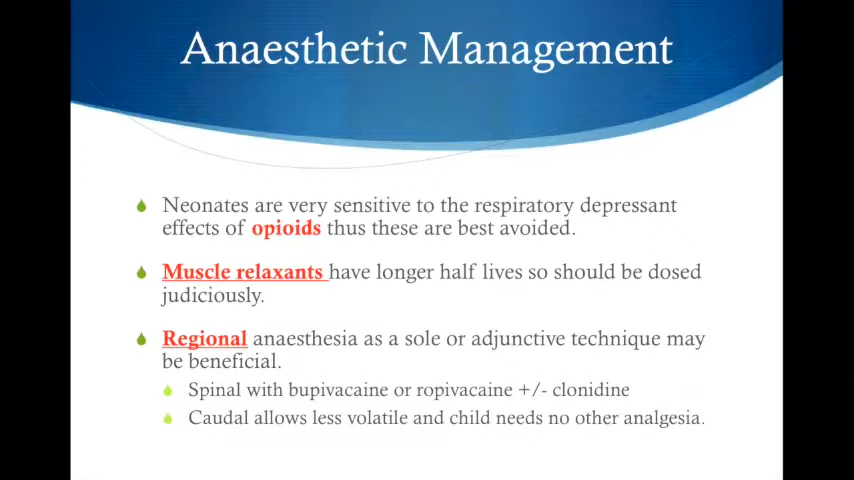 Anaesthetic Management
Neonates are very sensitive to the respiratory depressant
effects of opioids thus these are best avoided.
Muscle relaxants have longer half lives so should be dosed
judiciously.
Regional anaesthesia as a sole or adjunctive technique may
be beneficial.
Spinal with bupivacaine or ropivacaine +/- clonidine
Caudal allows less volatile and child needs no other analgesia.